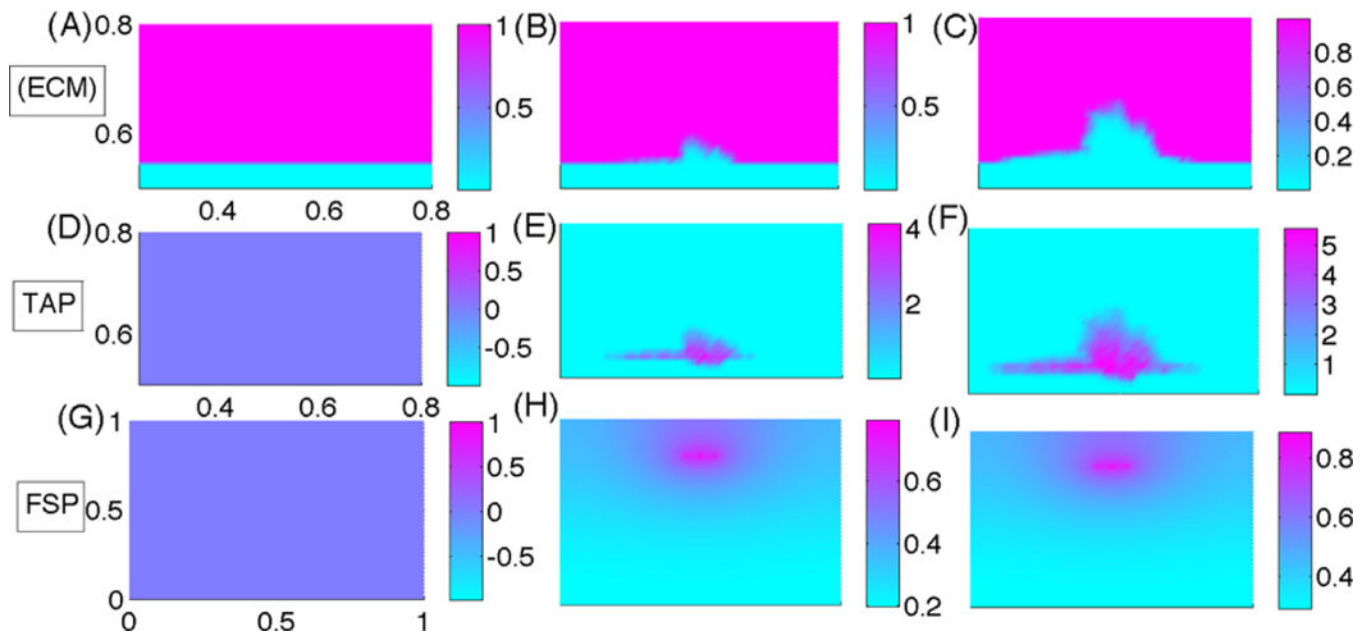 (A) 0.8 1 (B) 1 (C)
(ECM) 0.6 0.5 0.5 0.8 0.6 0.4 0.2
0.4 0.6 0.8
(D) 0.8 1 (E) 4 (F) 5
TAP 0.6 0.5 0 -0.5 2 4 3 2 1
0.4 0.6 0.8
(G) 1 1 (H) (I) 0.8
FSP 0.5 0.5 0 -0.5 0.6 0.4 0.2 0.6 0.4
0
0 0.5 1